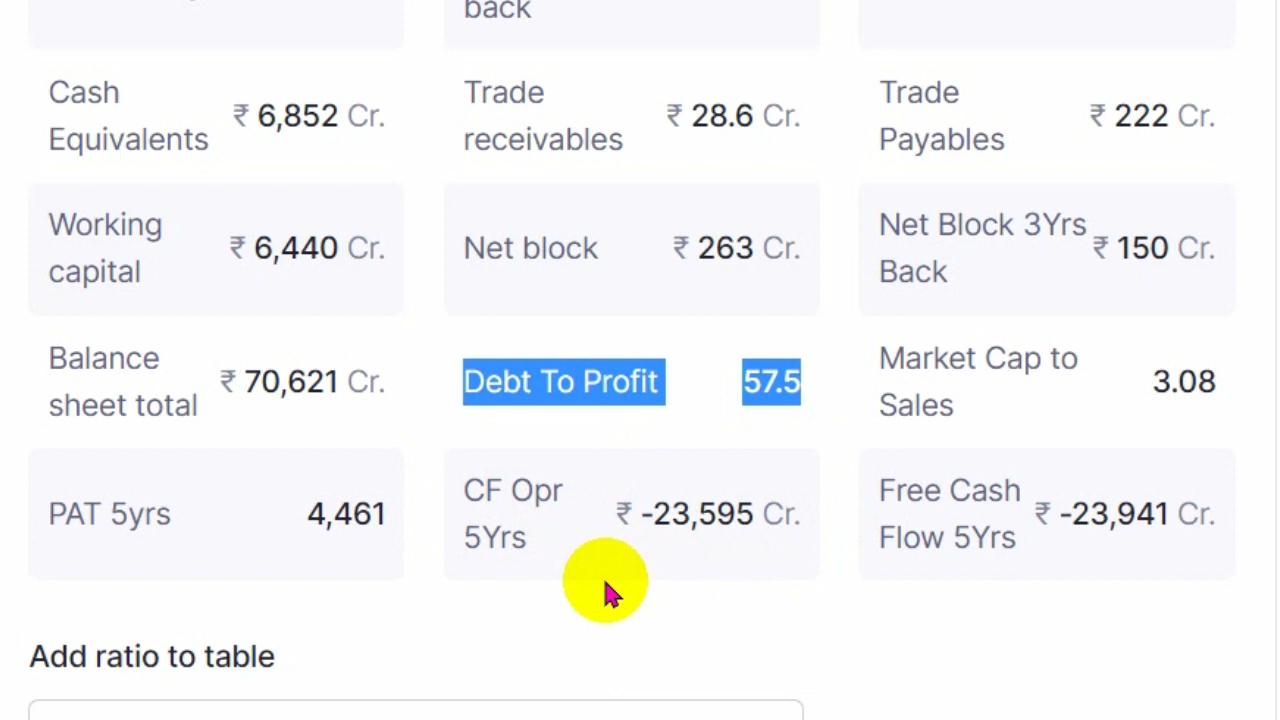 back
Cash
Equivalents
₹ 6,852 Cr.
Trade
receivables
₹ 28.6 Cr.
Trade
Payables
₹ 222 Cr.
Working
capital
₹ 6,440 Cr.
Net block
₹ 263 Cr.
Net Block 3Yrs
Back
₹ 150 Cr.
Balance
sheet total
₹ 70,621 Cr.
Debt To Profit
57.5
Market Cap to
Sales
3.08
PAT 5yrs
4,461
CF Opr
5Yrs
₹ -23,595 Cr.
Free Cash
Flow 5Yrs
₹ -23,941 Cr.
Add ratio to table